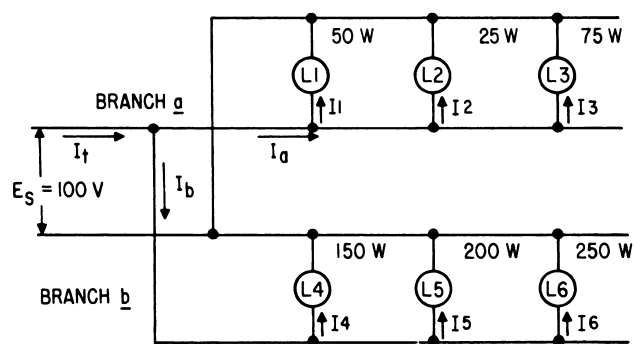 50 W 25 W 75 W
L1 L2 L3
BRANCH a I1 I2 I3
It Ia
Ib
Es = 100 V
150 W 200 W 250 W
L4 L5 L6
BRANCH b
I4 I5 I6